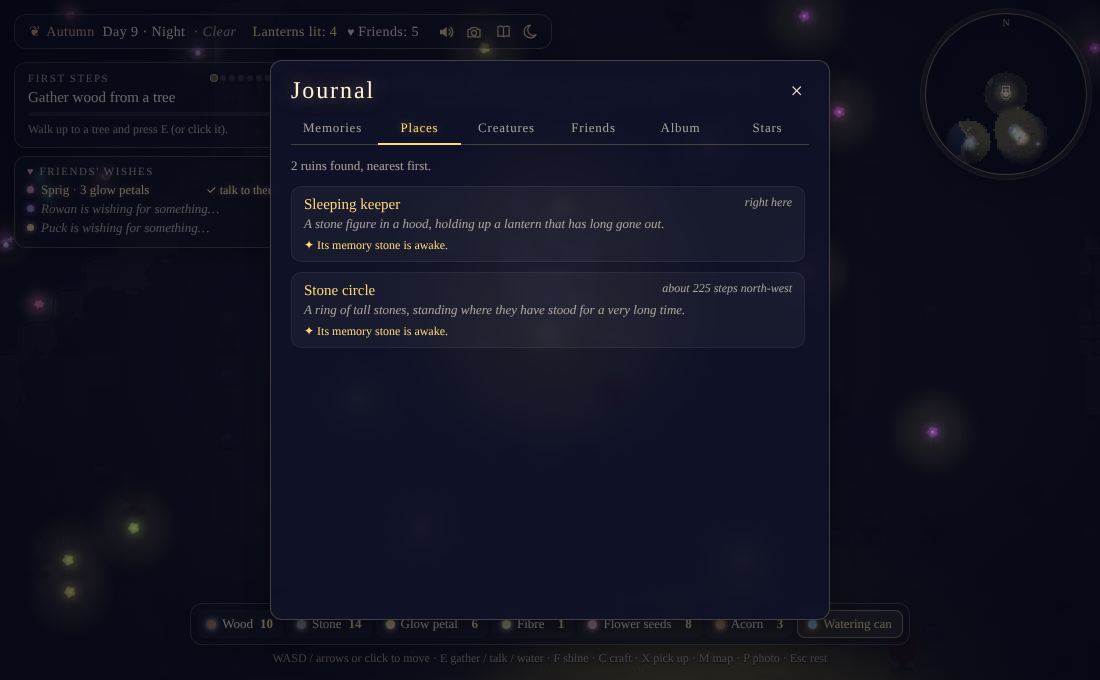 Autumn Day 9 · Night · Clear Lanterns lit: 4 ♥ Friends: 5
N
FIRST STEPS
Gather wood from a tree
Walk up to a tree and press E (or click it).
♥ FRIENDS' WISHES
Sprig · 3 glow petals ✓ talk to ther
Rowan is wishing for something…
Puck is wishing for something…
Journal ×
Memories Places Creatures Friends Album Stars
2 ruins found, nearest first.
Sleeping keeper right here
A stone figure in a hood, holding up a lantern that has long gone out.
✦ Its memory stone is awake.
Stone circle about 225 steps north-west
A ring of tall stones, standing where they have stood for a very long time.
✦ Its memory stone is awake.
Wood 10 Stone 14 Glow petal 6 Fibre 1 Flower seeds 8 Acorn 3 Watering can
WASD / arrows or click to move · E gather / talk / water · F shine · C craft · X pick up · M map · P photo · Esc rest